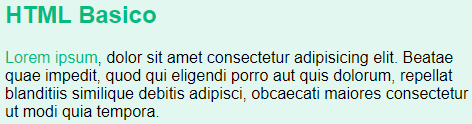 HTML Basico
Lorem ipsum, dolor sit amet consectetur adipisicing elit. Beatae
quae impedit, quod qui eligendi porro aut quis dolorum, repellat
blanditiis similique debitis adipisci, obcaecati maiores consectetur
ut modi quia tempora.